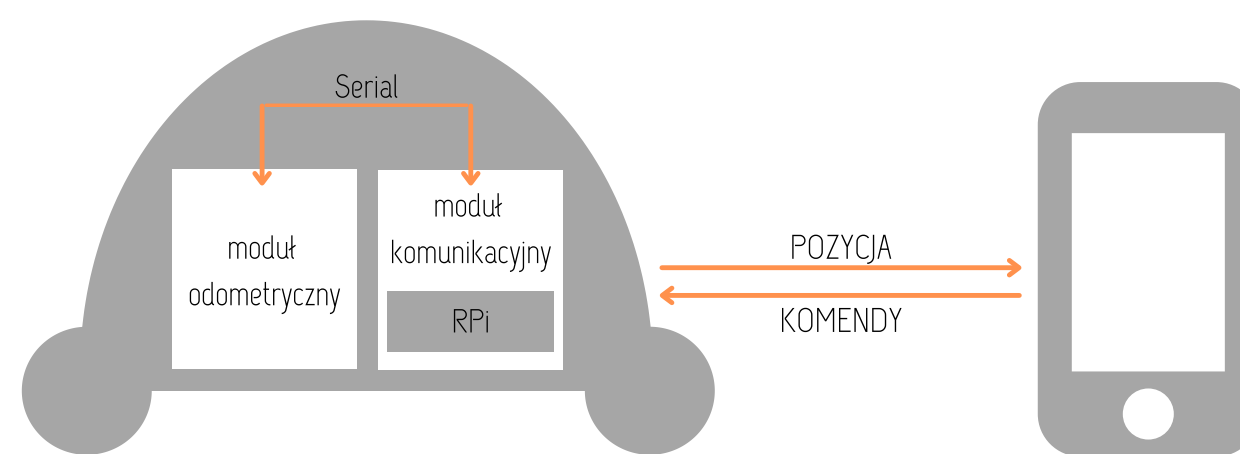 Serial
moduł
odometryczny
moduł
komunikacyjny
RPi
POZYCJA
KOMENDY